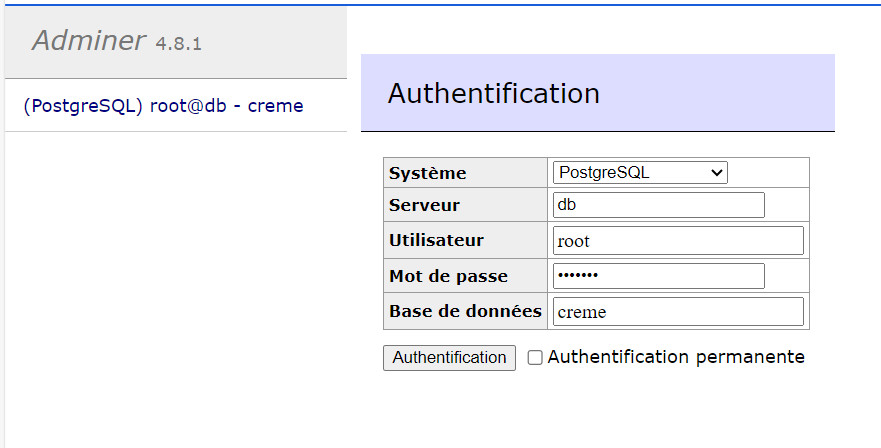 Adminer 4.8.1
(PostgreSQL) root@db - creme
Authentification
Système PostgreSQL
Serveur db
Utilisateur root
Mot de passe •••••••
Base de données creme
Authentification Authentification permanente